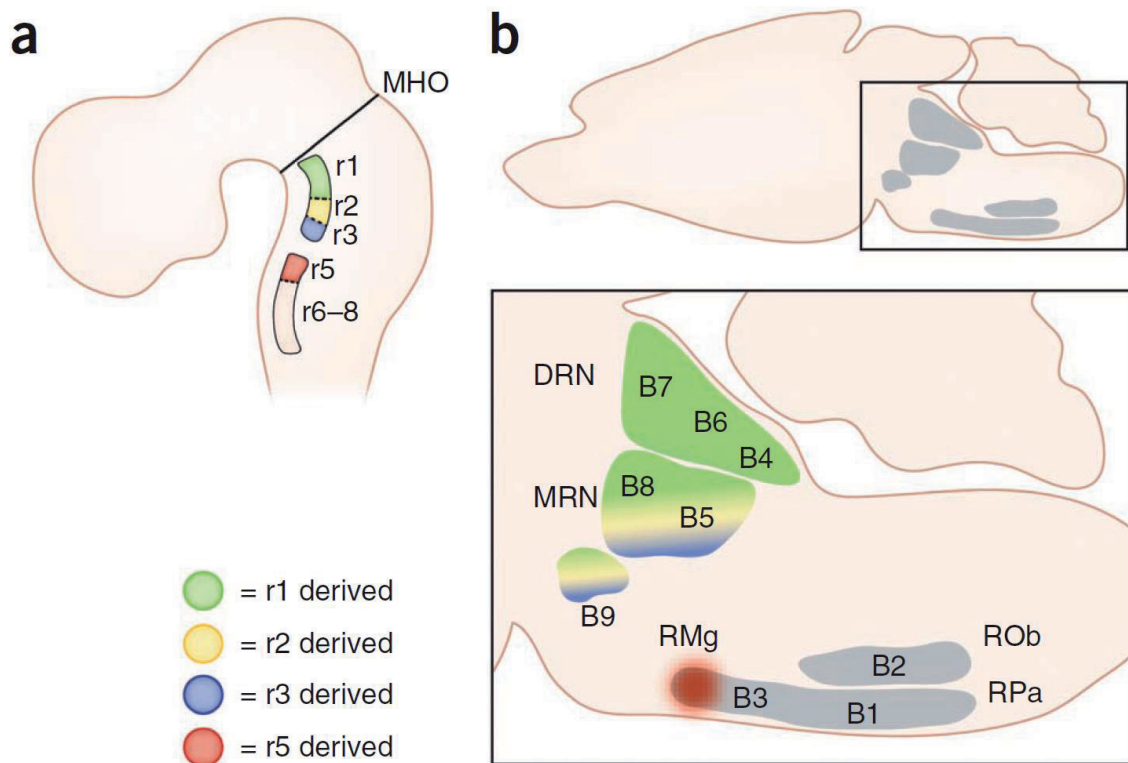 a
MHO
r1
r2
r3
r5
r6–8
= r1 derived
= r2 derived
= r3 derived
= r5 derived
b
DRN
B7
B6
B4
MRN
B8
B5
B9
RMg
ROb
B2
RPa
B3
B1